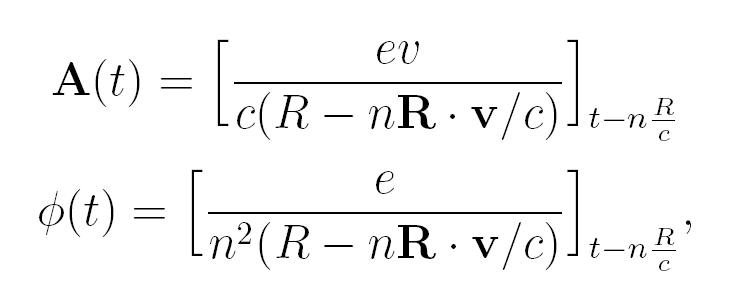 𝐀(t) = [ev / c(R − n𝐑 · 𝐯/c)]_{t−n R/c}
ϕ(t) = [e / n²(R − n𝐑 · 𝐯/c)]_{t−n R/c},